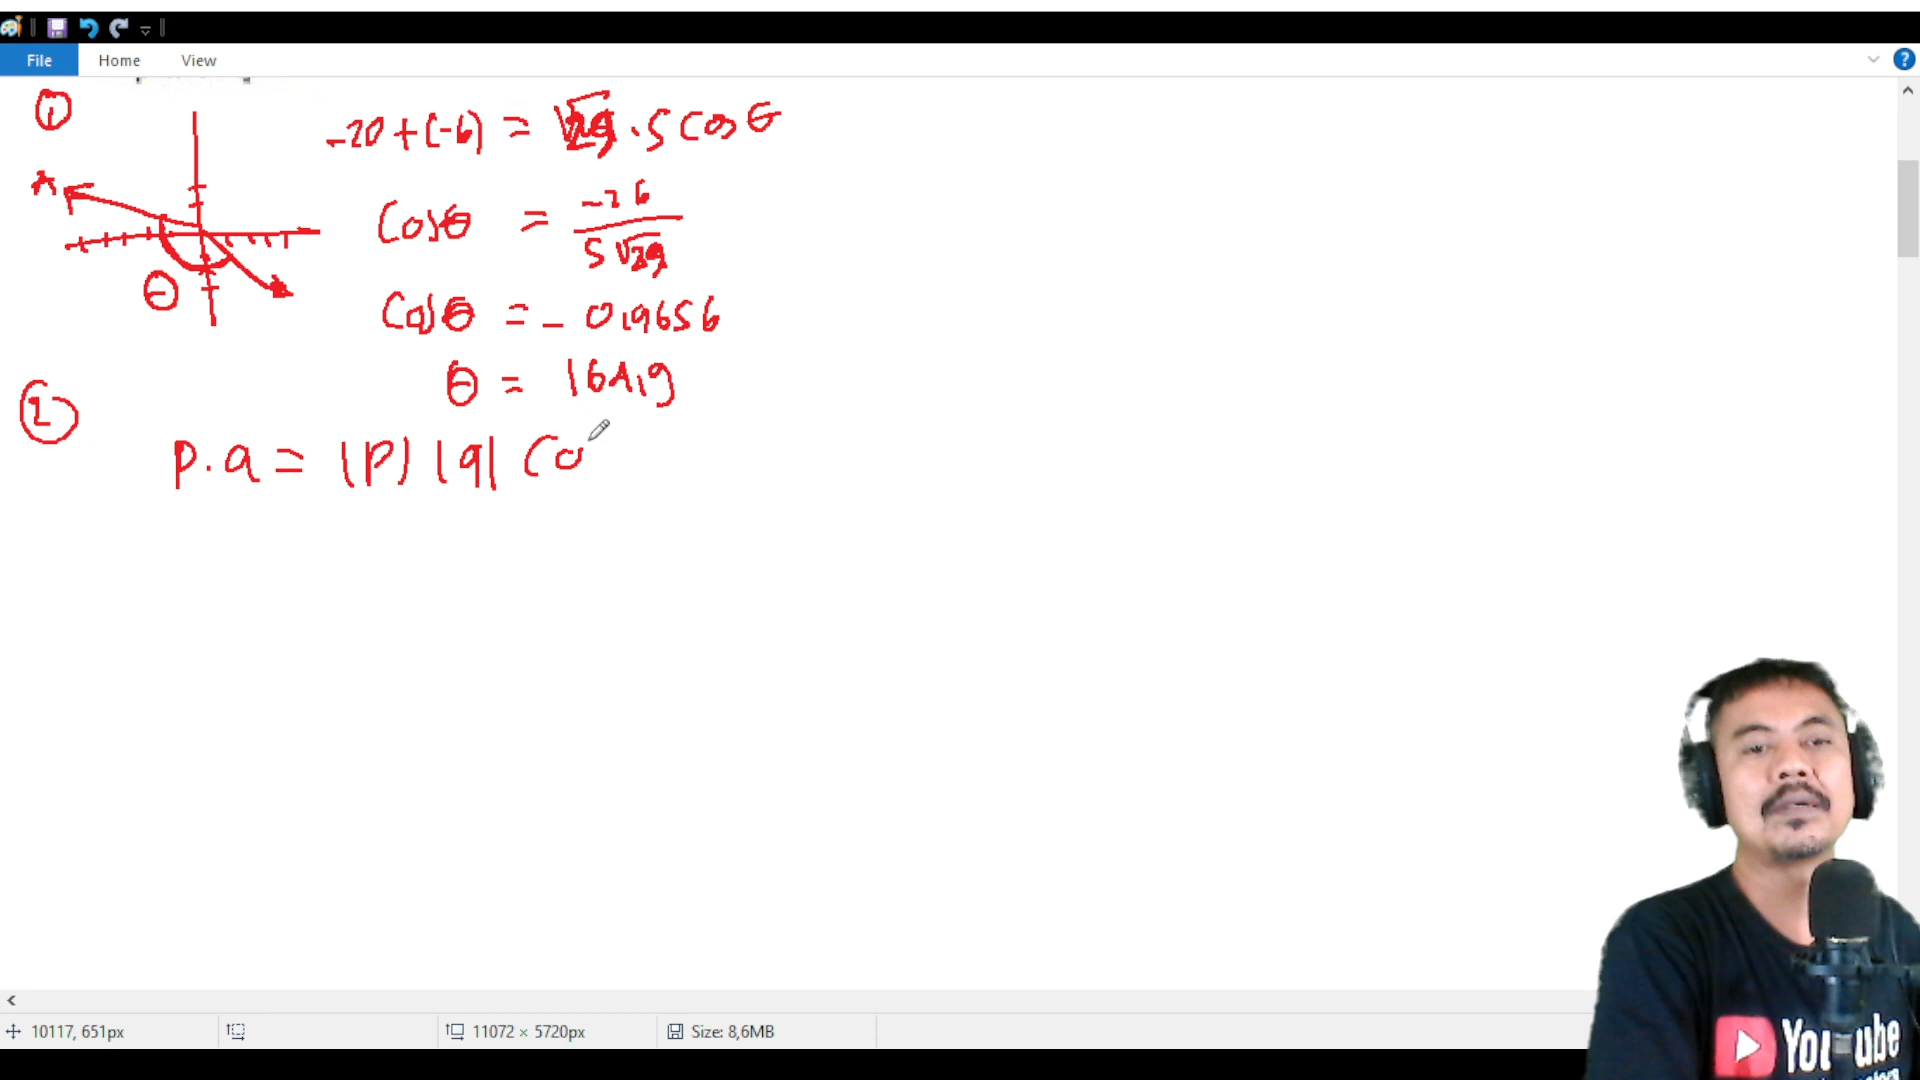 File Home View
①
-20 + (-6) = √29 . 5 cos θ
A
cos θ = -26 / 5√29
θ
cos θ = - 0,9656
θ = 164,9
②
p . q = |p| |q| Co
10117, 651px 11072 × 5720px Size: 8,6MB
YouTube